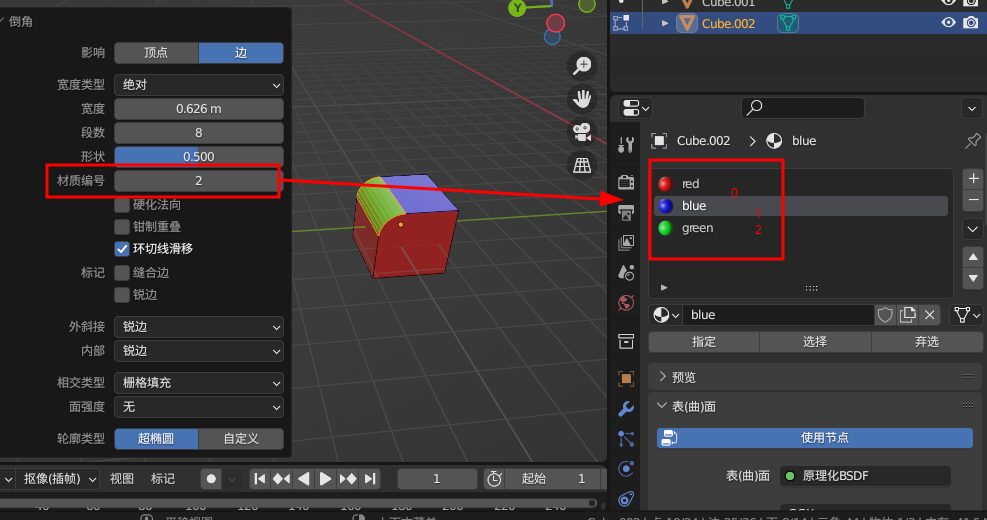 倒角
影响 顶点 边
宽度类型 绝对
宽度 0.626 m
段数 8
形状 0.500
材质编号 2
硬化法向
钳制重叠
环切线滑移
标记 缝合边
锐边
外斜接 锐边
内部 锐边
相交类型 栅格填充
面强度 无
轮廓类型 超椭圆 自定义
Y
抠像(插帧) 视图 标记
1
起始 1
Cube.001
Cube.002
Cube.002 blue
red
0
blue
1
green
2
blue
指定 选择 弃选
预览
表(曲)面
使用节点
表(曲)面 原理化BSDF